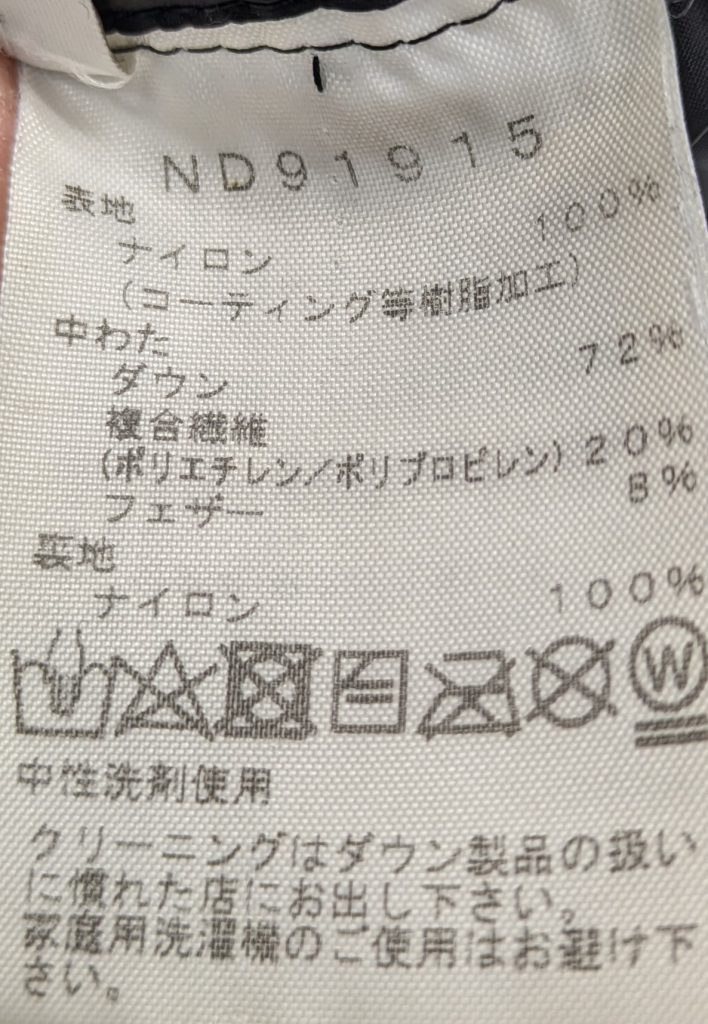 ND91915
表地
ナイロン 100%
(コーティング等樹脂加工)
中わた
ダウン 72%
複合繊維
(ポリエチレン/ポリプロピレン) 20%
フェザー 8%
裏地
ナイロン 100%
W
中性洗剤使用
クリーニングはダウン製品の扱い
に慣れた店にお出し下さい。
家庭用洗濯機のご使用はお避け下
さい。